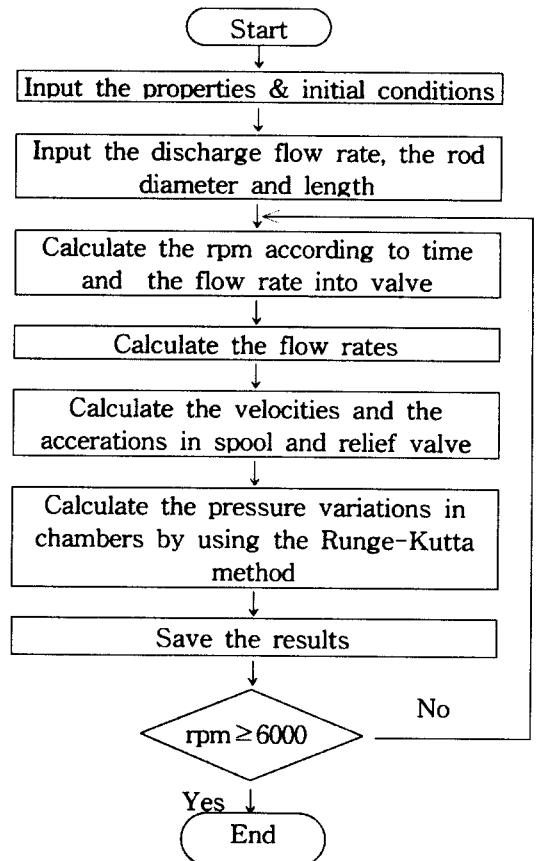 Start
Input the properties & initial conditions
Input the discharge flow rate, the rod
diameter and length
Calculate the rpm according to time
and the flow rate into valve
Calculate the flow rates
Calculate the velocities and the
accerations in spool and relief valve
Calculate the pressure variations in
chambers by using the Runge-Kutta
method
Save the results
No
rpm≥6000
Yes
End